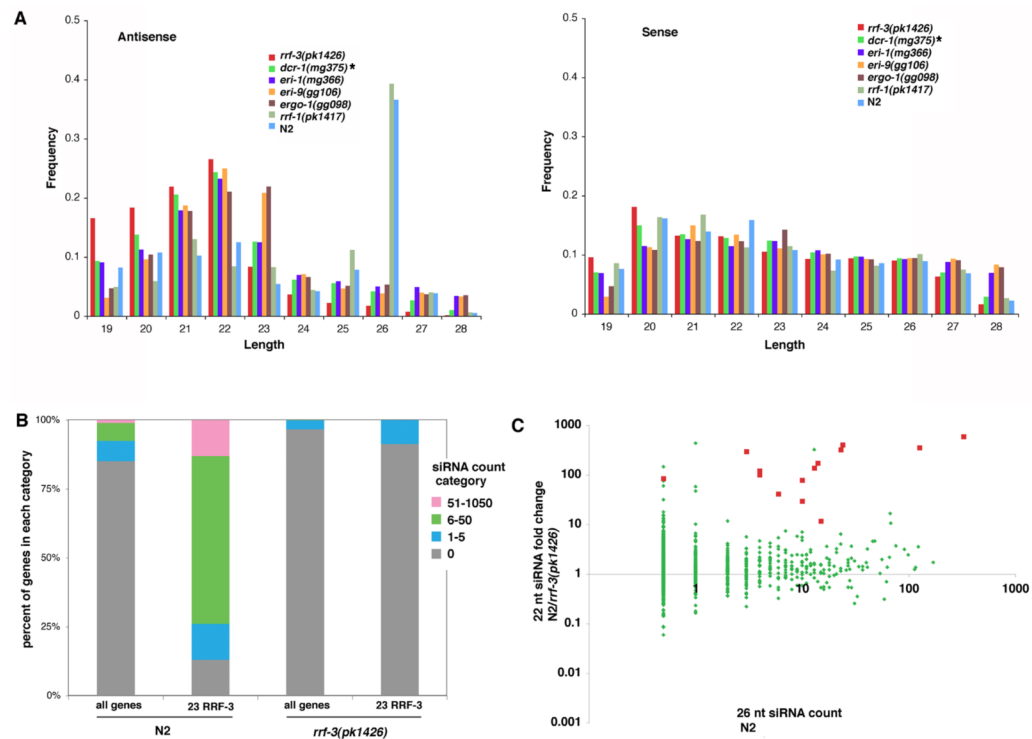 A
Antisense
0.5
0.4
0.3
0.2
0.1
0
Frequency
rrf-3(pk1426)
dcr-1(mg375)*
eri-1(mg366)
eri-9(gg106)
ergo-1(gg098)
rrf-1(pk1417)
N2
19 20 21 22 23 24 25 26 27 28
Length
Sense
0.5
0.4
0.3
0.2
0.1
0
Frequency
rrf-3(pk1426)
dcr-1(mg375)*
eri-1(mg366)
eri-9(gg106)
ergo-1(gg098)
rrf-1(pk1417)
N2
19 20 21 22 23 24 25 26 27 28
Length
B
100%
50%
0%
percent of genes in each category
siRNA count
category
51-1050
6-50
1-5
0
all genes 23 RRF-3 all genes 23 RRF-3
N2 rrf-3(pk1426)
C
1000
100
10
1
0.1
0.01
0.001
22 nt siRNA fold change
N2/rrf-3(pk1426)
1 10 100 1000
26 nt siRNA count
N2